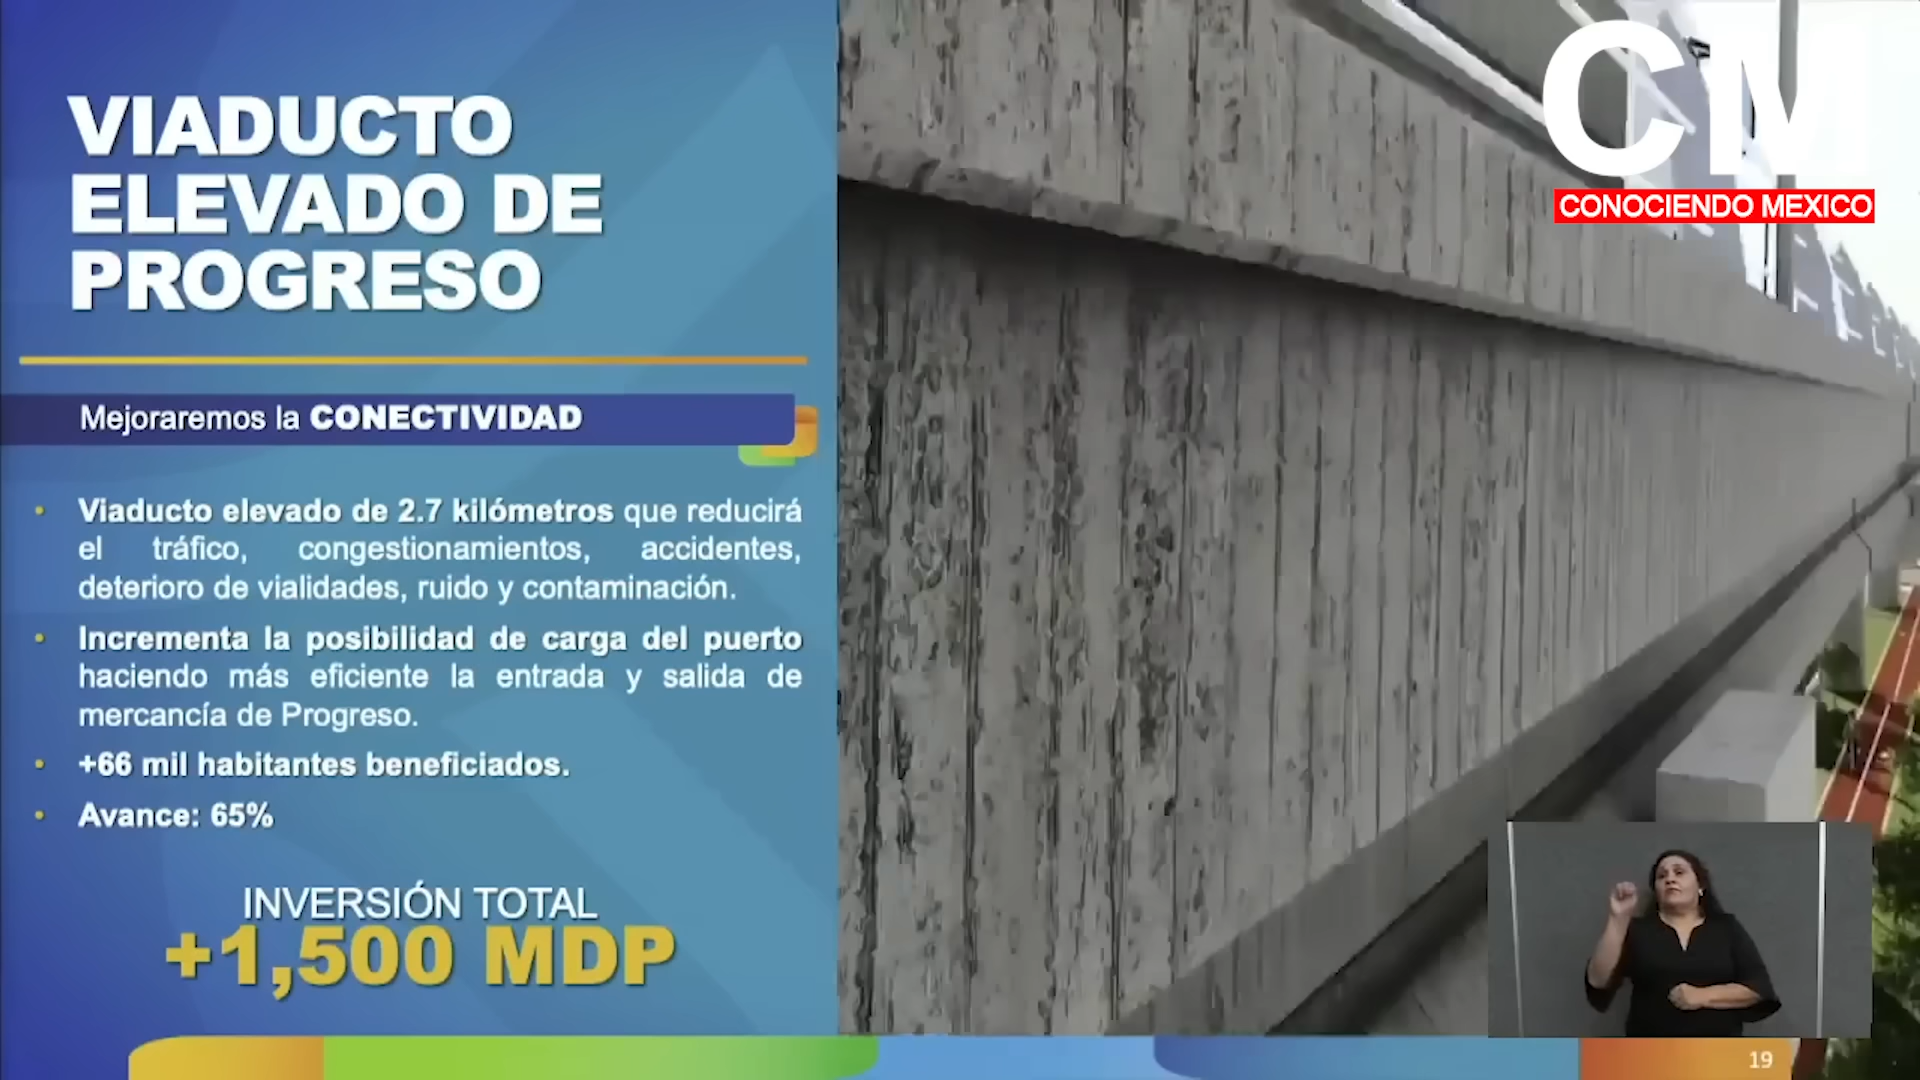 VIADUCTO
ELEVADO DE
PROGRESO
Mejoraremos la CONECTIVIDAD
• Viaducto elevado de 2.7 kilómetros que reducirá
el tráfico, congestionamientos, accidentes,
deterioro de vialidades, ruido y contaminación.
• Incrementa la posibilidad de carga del puerto
haciendo más eficiente la entrada y salida de
mercancía de Progreso.
• +66 mil habitantes beneficiados.
• Avance: 65%
INVERSIÓN TOTAL
+1,500 MDP
CM
CONOCIENDO MEXICO
19